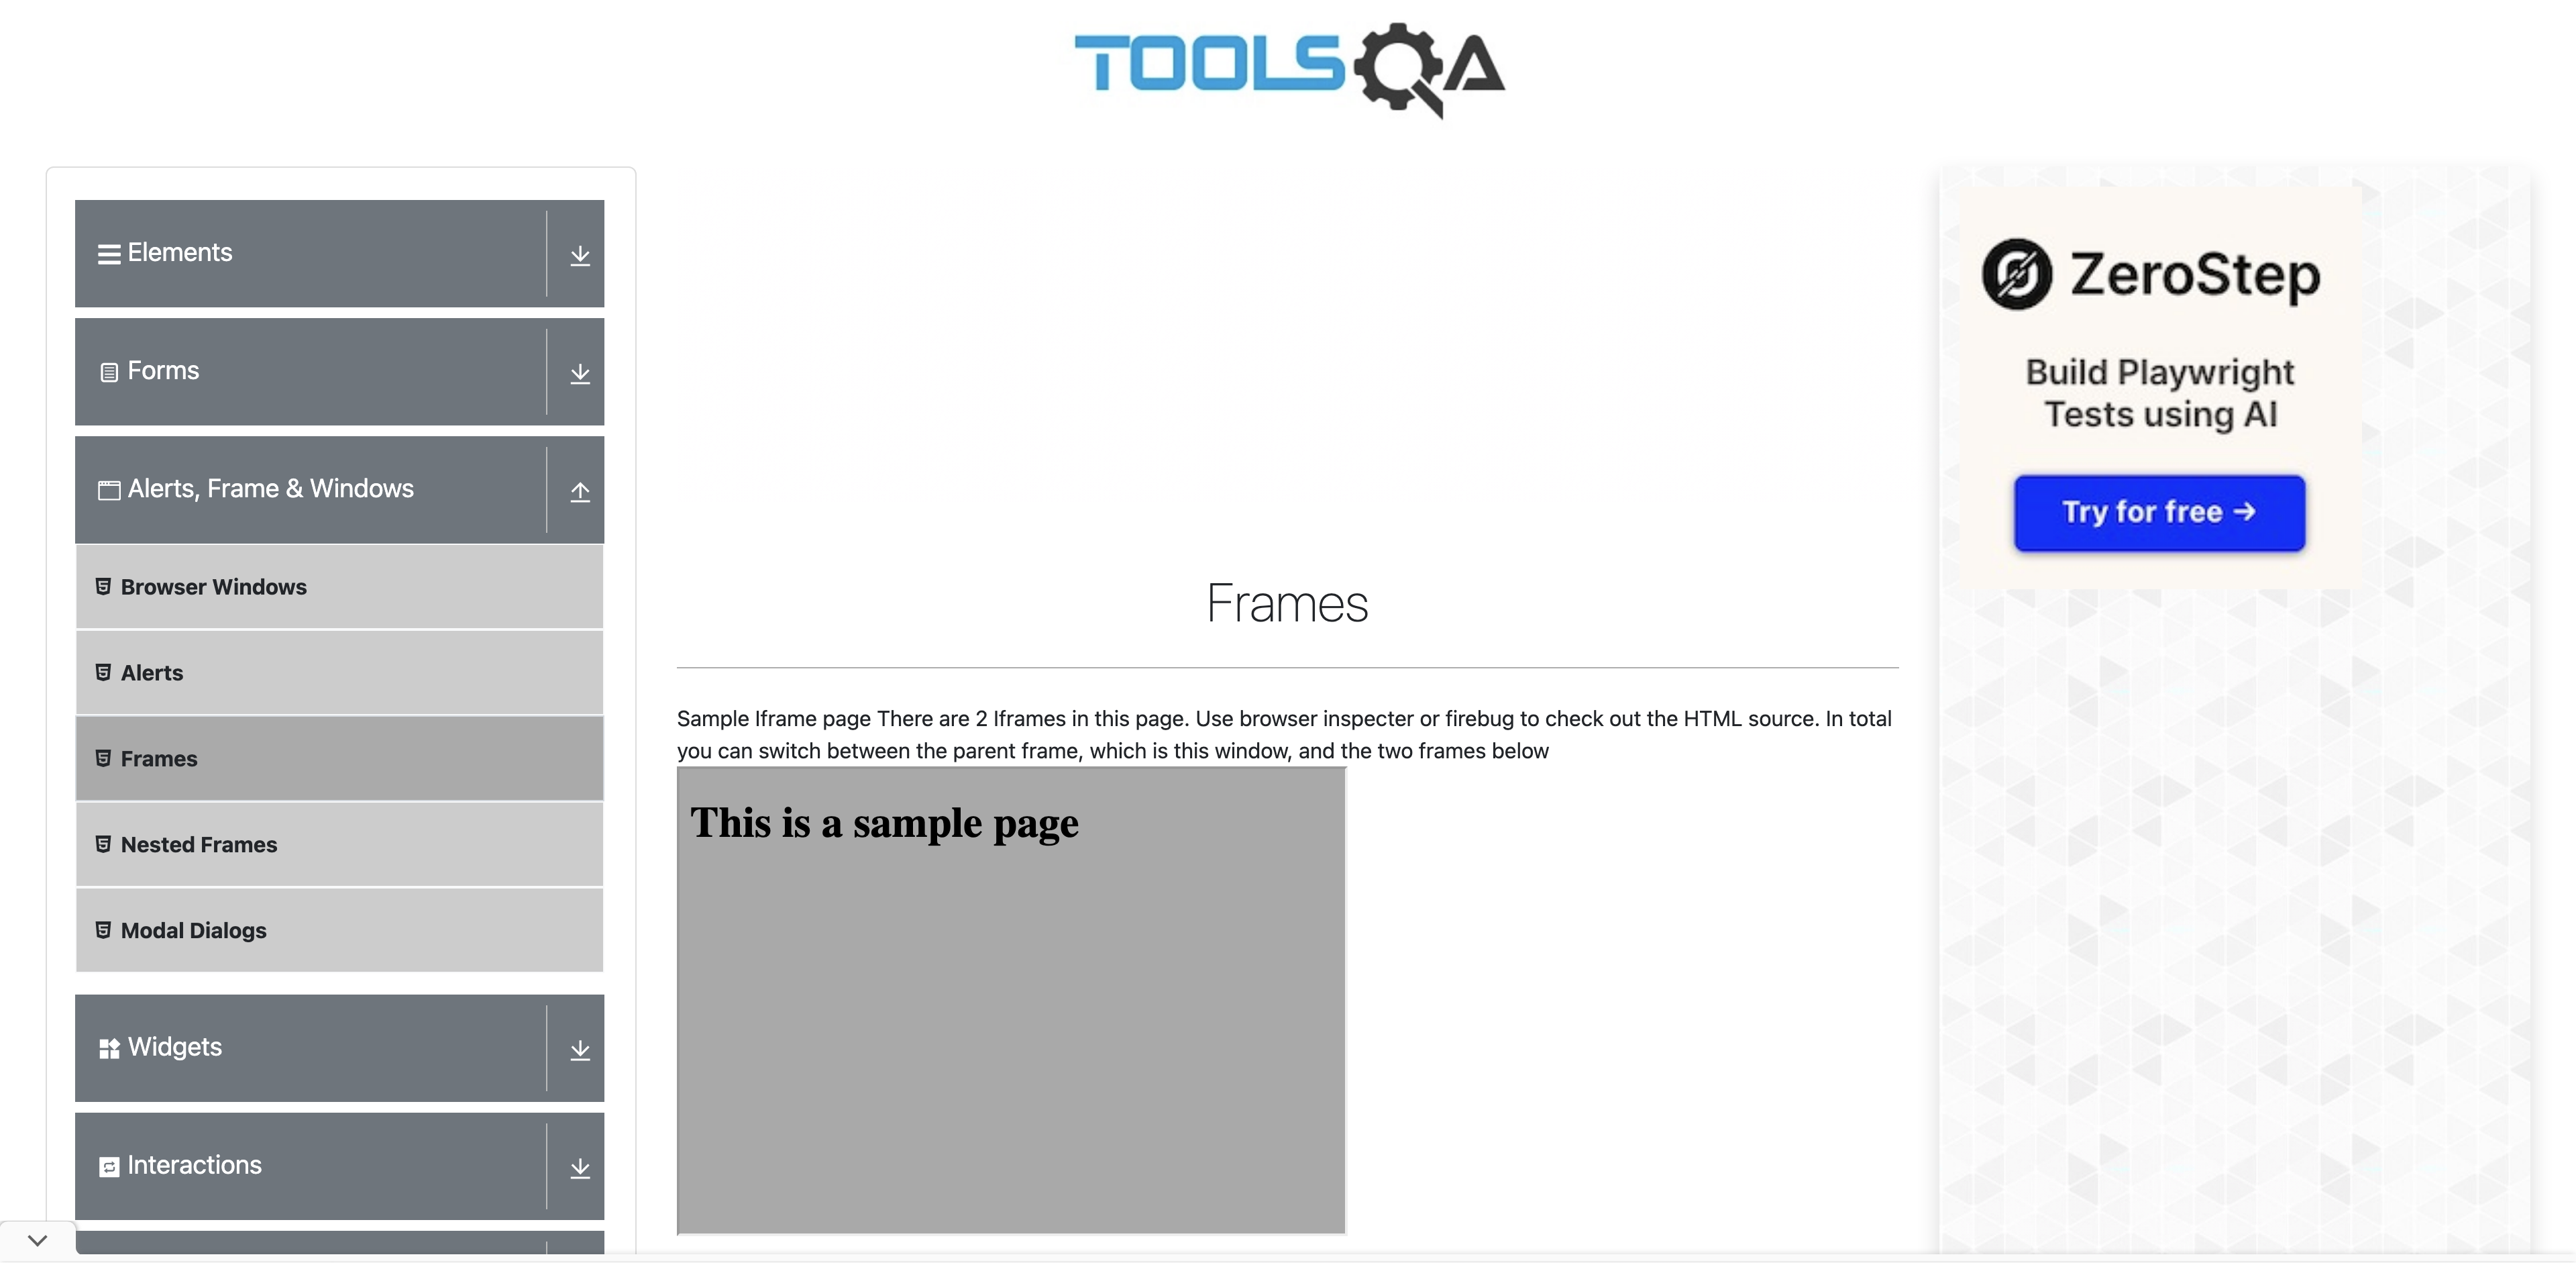 TOOLSQA
Elements
Forms
Alerts, Frame & Windows
Browser Windows
Alerts
Frames
Nested Frames
Modal Dialogs
Widgets
Interactions
Frames
Sample Iframe page There are 2 Iframes in this page. Use browser inspecter or firebug to check out the HTML source. In total
you can switch between the parent frame, which is this window, and the two frames below
This is a sample page
ZeroStep
Build Playwright
Tests using AI
Try for free →